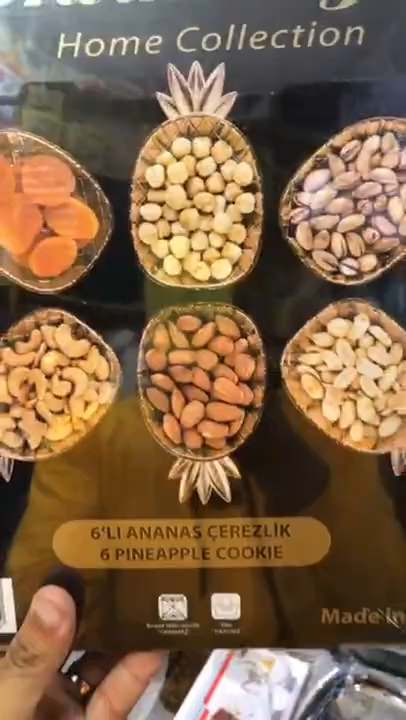 Home Collection
6'LI ANANAS ÇEREZLİK
6 PINEAPPLE COOKIE
Made in